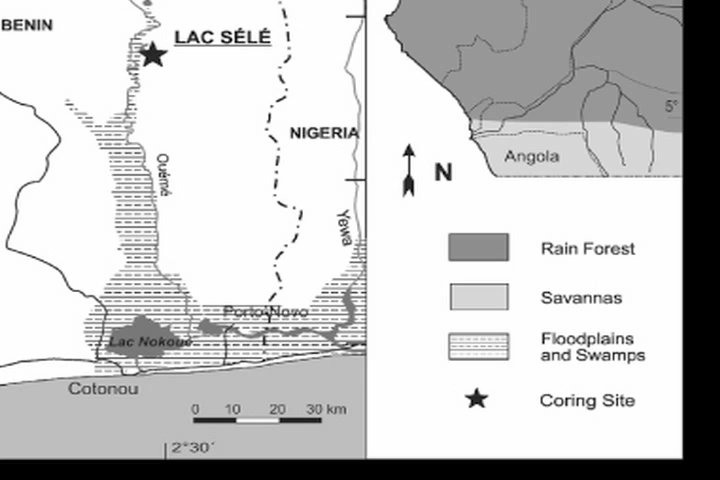 BENIN
LAC SÉLÉ
NIGERIA
Ouémé
Yewa
Porto-Novo
Lac Nokoué
Cotonou
0 10 20 30 km
2°30´
5°
Angola
N
Rain Forest
Savannas
Floodplains
and Swamps
Coring Site